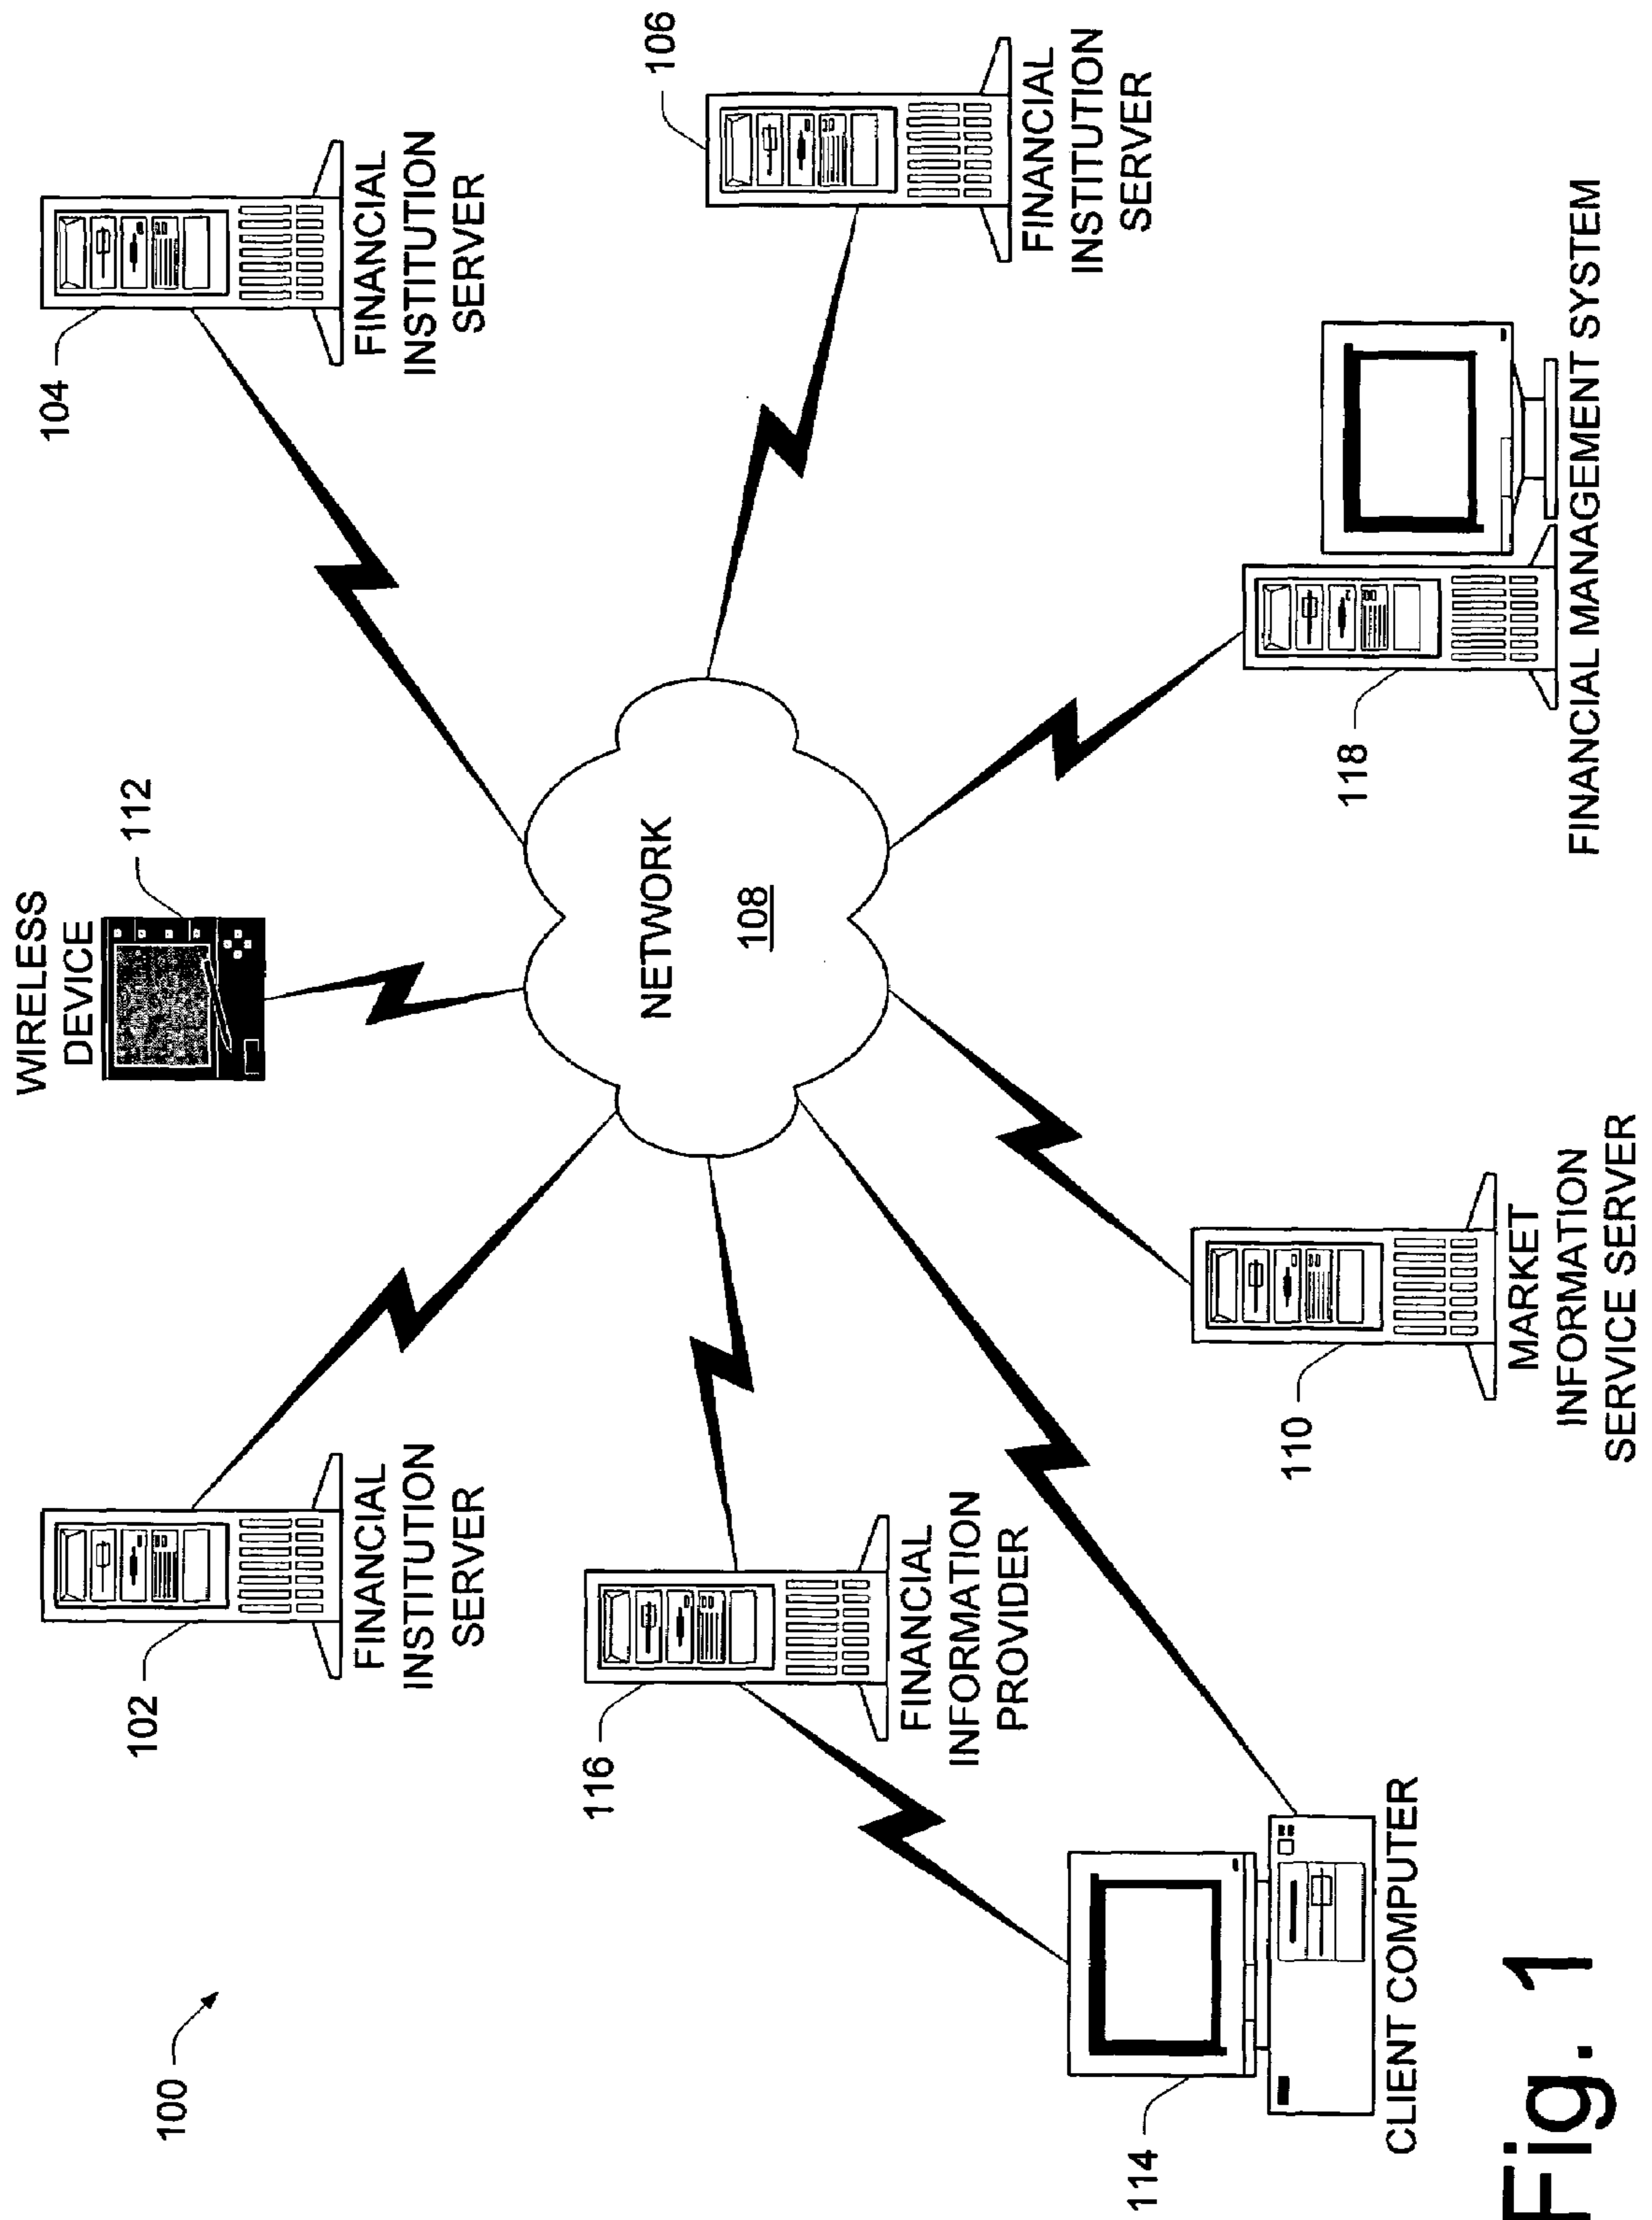 100
102
FINANCIAL
INSTITUTION
SERVER
WIRELESS
DEVICE
112
104
FINANCIAL
INSTITUTION
SERVER
116
FINANCIAL
INFORMATION
PROVIDER
NETWORK
108
106
FINANCIAL
INSTITUTION
SERVER
114
CLIENT COMPUTER
110
MARKET
INFORMATION
SERVICE SERVER
118
FINANCIAL MANAGEMENT SYSTEM
Fig. 1